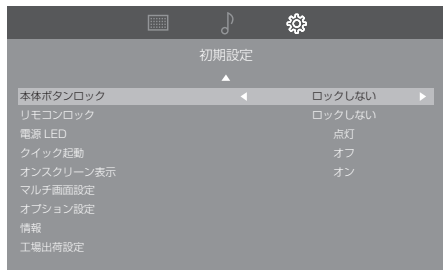 初期設定
本体ボタンロック ロックしない
リモコンロック ロックしない
電源 LED 点灯
クイック起動 オフ
オンスクリーン表示 オン
マルチ画面設定
オプション設定
情報
工場出荷設定